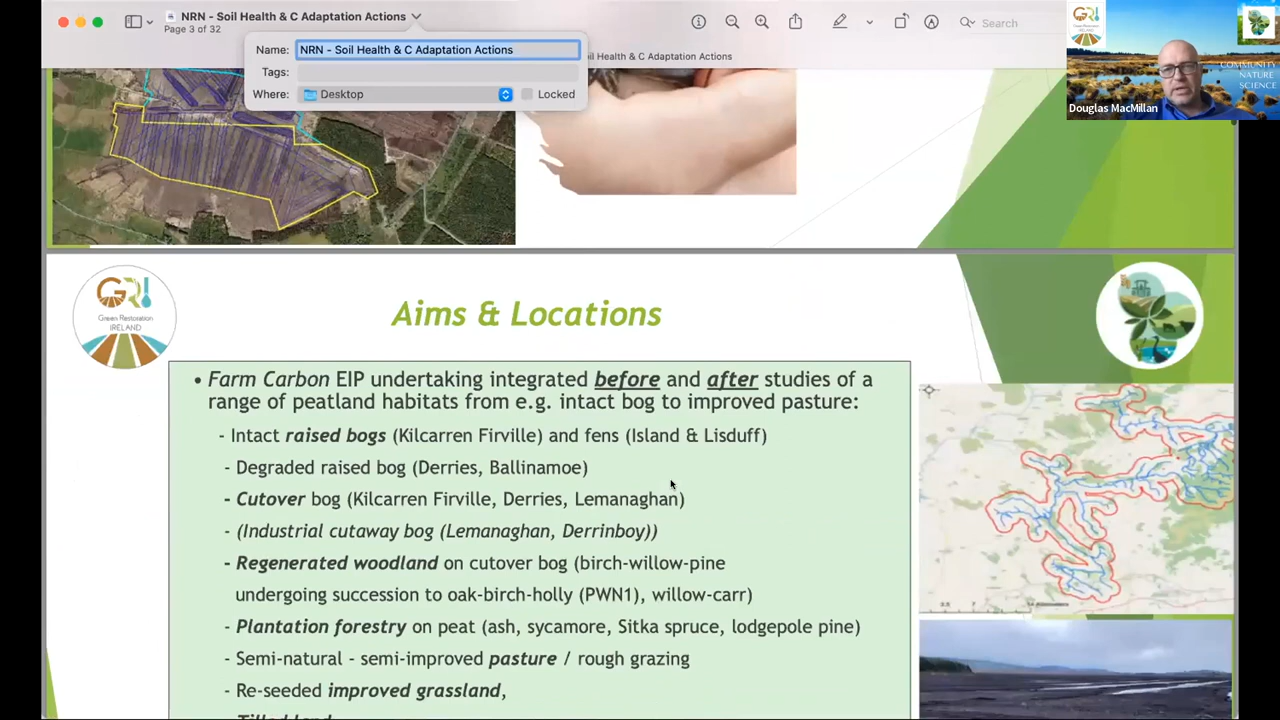 NRN - Soil Health & C Adaptation Actions
Page 3 of 32
Search
Name: NRN - Soil Health & C Adaptation Actions
Tags:
Where: Desktop Locked
il Health & C Adaptation Actions
GRI
COMMUNITY
NATURE
SCIENCE
Douglas MacMillan
GRI
Green Restoration
IRELAND
Aims & Locations
• Farm Carbon EIP undertaking integrated before and after studies of a
range of peatland habitats from e.g. intact bog to improved pasture:
- Intact raised bogs (Kilcarren Firville) and fens (Island & Lisduff)
- Degraded raised bog (Derries, Ballinamoe)
- Cutover bog (Kilcarren Firville, Derries, Lemanaghan)
- (Industrial cutaway bog (Lemanaghan, Derrinboy))
- Regenerated woodland on cutover bog (birch-willow-pine
undergoing succession to oak-birch-holly (PWN1), willow-carr)
- Plantation forestry on peat (ash, sycamore, Sitka spruce, lodgepole pine)
- Semi-natural - semi-improved pasture / rough grazing
- Re-seeded improved grassland,
- Tilled land